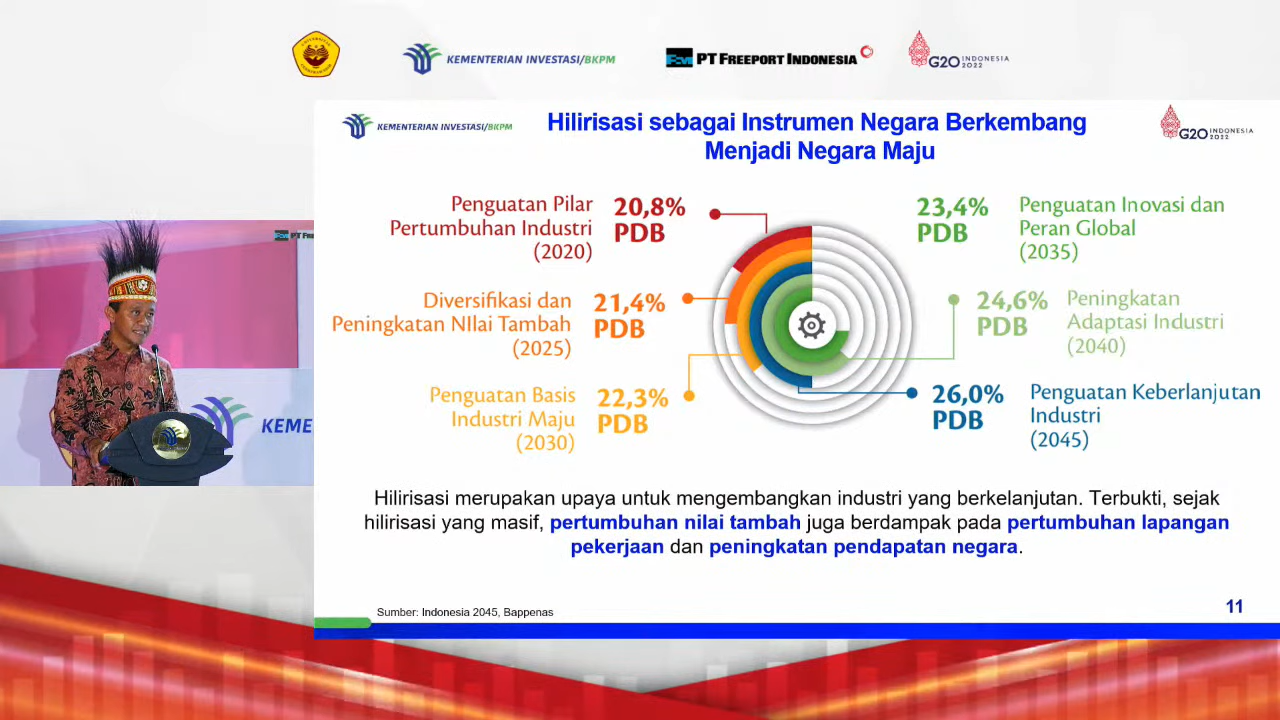 KEMENTERIAN INVESTASI/BKPM
FCX
PT FREEPORT INDONESIA
G20 INDONESIA
2022
KEMENTERIAN INVESTASI/BKPM
Hilirisasi sebagai Instrumen Negara Berkembang
Menjadi Negara Maju
G20 INDONESIA
2022
Penguatan Pilar
Pertumbuhan Industri
(2020)
20,8%
PDB
23,4%
PDB
Penguatan Inovasi dan
Peran Global
(2035)
Diversifikasi dan
Peningkatan NIlai Tambah
(2025)
21,4%
PDB
24,6%
PDB
Peningkatan
Adaptasi Industri
(2040)
Penguatan Basis
Industri Maju
(2030)
22,3%
PDB
26,0%
PDB
Penguatan Keberlanjutan
Industri
(2045)
KEME
Hilirisasi merupakan upaya untuk mengembangkan industri yang berkelanjutan. Terbukti, sejak
hilirisasi yang masif, pertumbuhan nilai tambah juga berdampak pada pertumbuhan lapangan
pekerjaan dan peningkatan pendapatan negara.
Sumber: Indonesia 2045, Bappenas
11